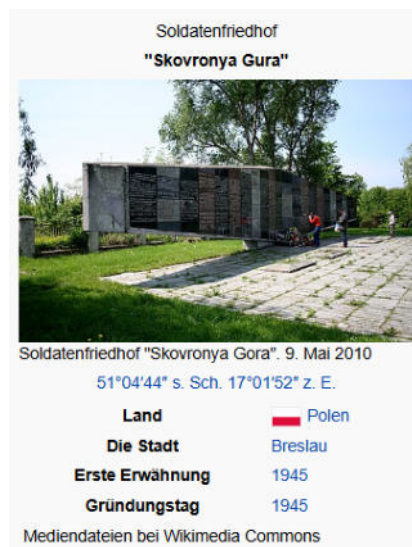 Soldatenfriedhof
"Skovronya Gura"
Soldatenfriedhof "Skovronya Gora". 9. Mai 2010
51°04′44″ s. Sch. 17°01′52″ z. E.
Land Polen
Die Stadt Breslau
Erste Erwähnung 1945
Gründungstag 1945
Mediendateien bei Wikimedia Commons